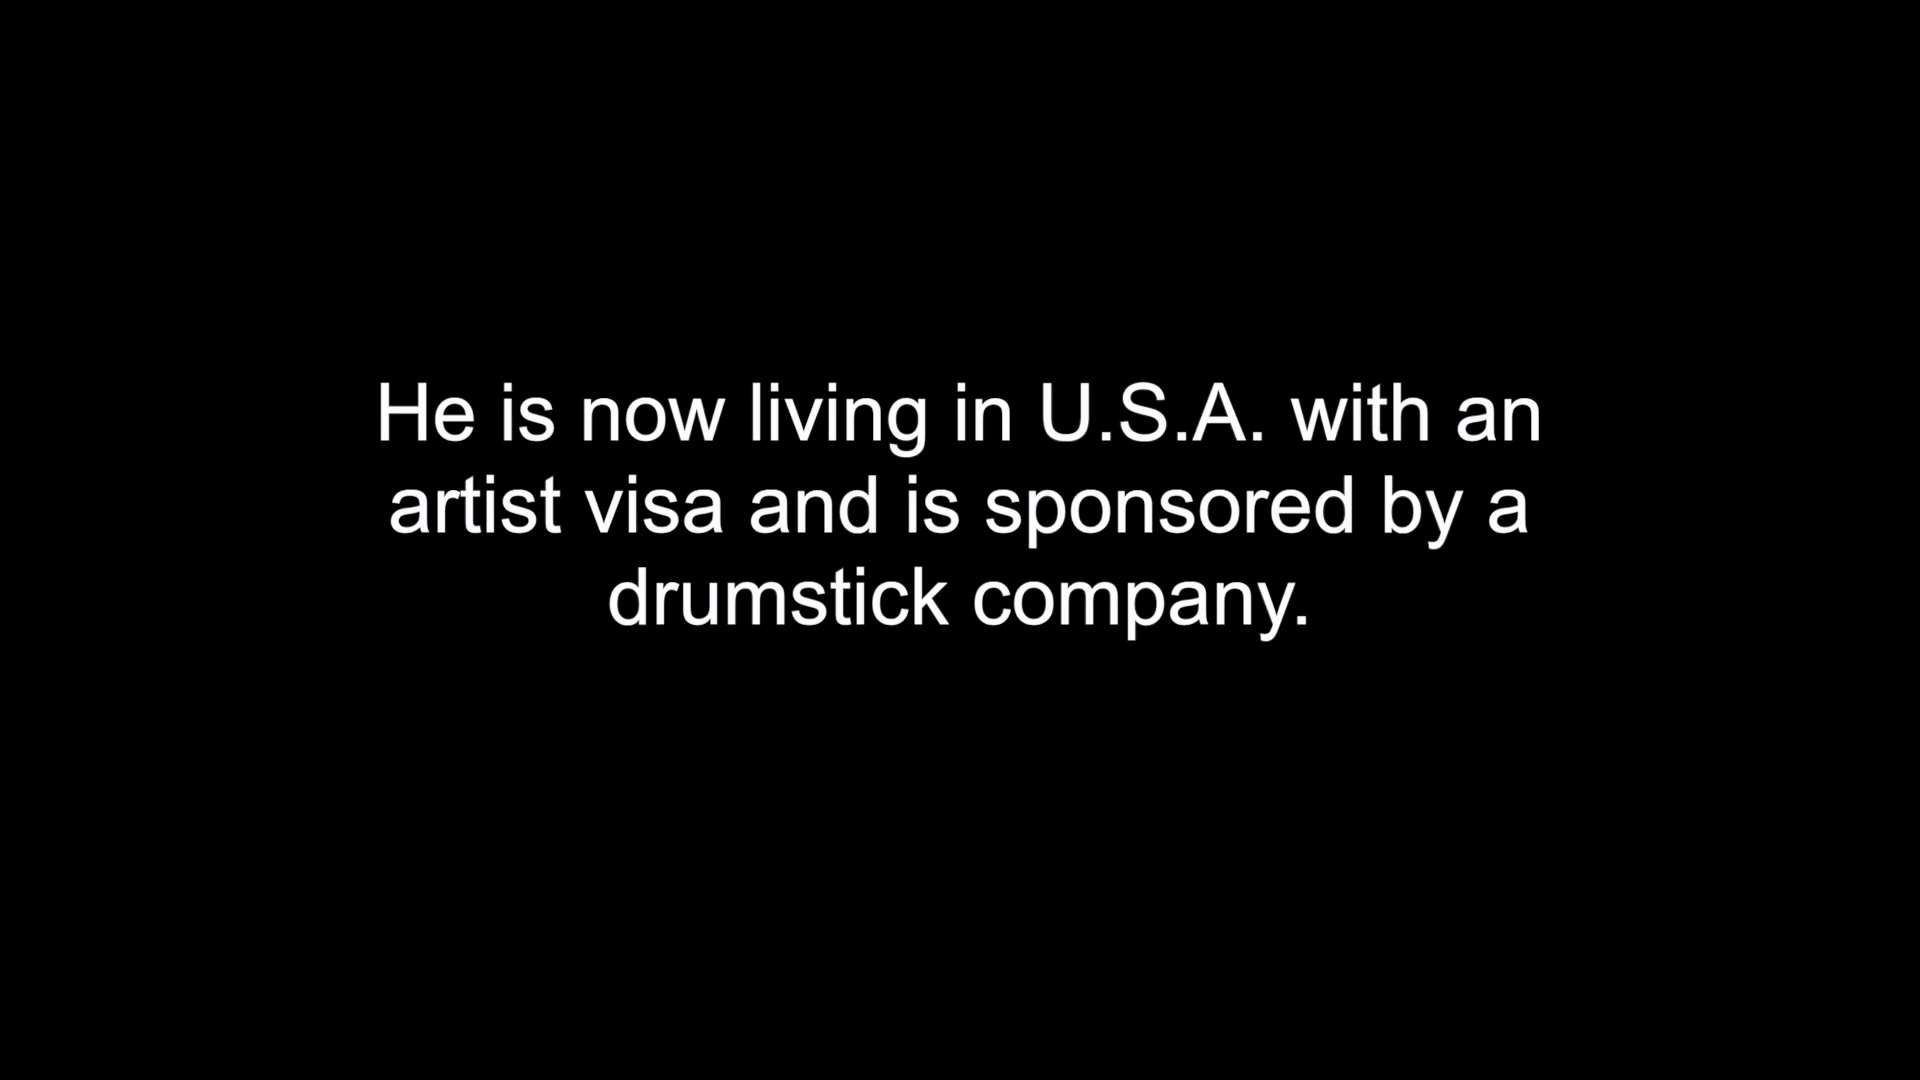 He is now living in U.S.A. with an
artist visa and is sponsored by a
drumstick company.